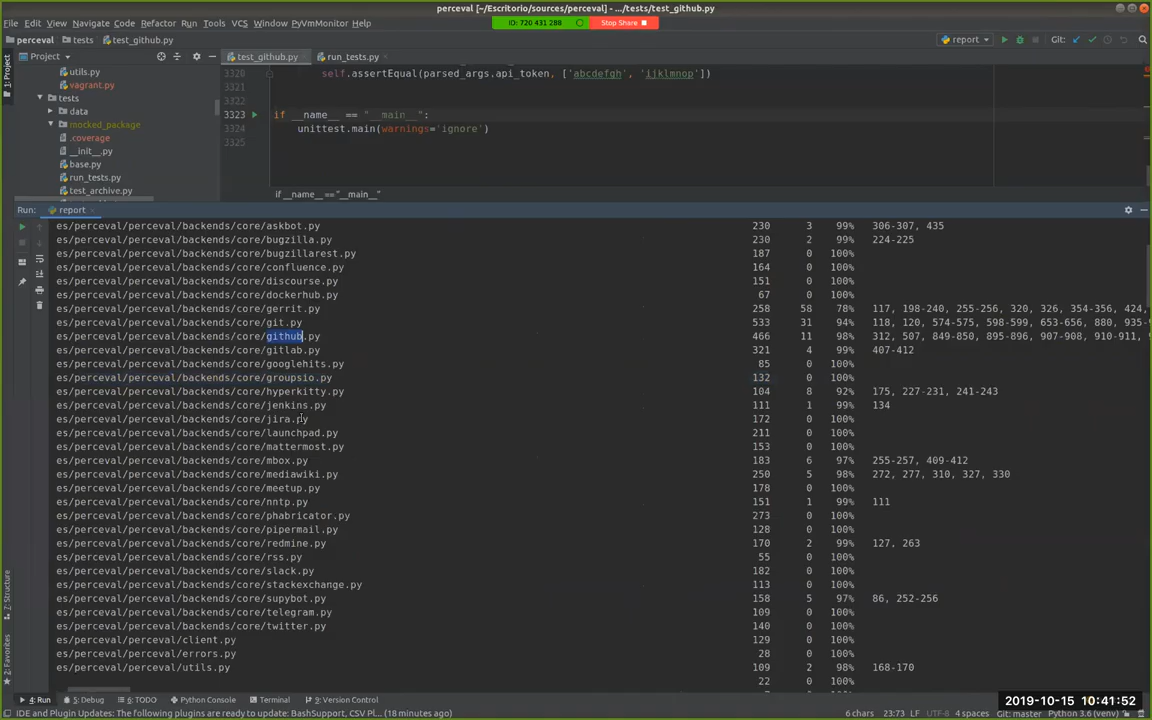 perceval [~/Escritorio/sources/perceval] - .../tests/test_github.py
File Edit View Navigate Code Refactor Run Tools VCS Window PyVmMonitor Help
ID: 720 431 288 Stop Share
perceval tests test_github.py
report Git:
Project
test_github.py run_tests.py
1: Project
utils.py
vagrant.py
tests
data
mocked_package
.coverage
__init__.py
base.py
run_tests.py
test_archive.py
3320 self.assertEqual(parsed_args.api_token, ['abcdefgh', 'ijklmnop'])
3321
3322
3323 if __name__ == "__main__":
3324 unittest.main(warnings='ignore')
3325
if __name__ == "__main__"
Run: report
es/perceval/perceval/backends/core/askbot.py 230 3 99% 306-307, 435
es/perceval/perceval/backends/core/bugzilla.py 230 2 99% 224-225
es/perceval/perceval/backends/core/bugzillarest.py 187 0 100%
es/perceval/perceval/backends/core/confluence.py 164 0 100%
es/perceval/perceval/backends/core/discourse.py 151 0 100%
es/perceval/perceval/backends/core/dockerhub.py 67 0 100%
es/perceval/perceval/backends/core/gerrit.py 258 58 78% 117, 198-240, 255-256, 320, 326, 354-356, 424,
es/perceval/perceval/backends/core/git.py 533 31 94% 118, 120, 574-575, 598-599, 653-656, 880, 935-
es/perceval/perceval/backends/core/github.py 466 11 98% 312, 507, 849-850, 895-896, 907-908, 910-911,
es/perceval/perceval/backends/core/gitlab.py 321 4 99% 407-412
es/perceval/perceval/backends/core/googlehits.py 85 0 100%
es/perceval/perceval/backends/core/groupsio.py 132 0 100%
es/perceval/perceval/backends/core/hyperkitty.py 104 8 92% 175, 227-231, 241-243
es/perceval/perceval/backends/core/jenkins.py 111 1 99% 134
es/perceval/perceval/backends/core/jira.py 172 0 100%
es/perceval/perceval/backends/core/launchpad.py 211 0 100%
es/perceval/perceval/backends/core/mattermost.py 153 0 100%
es/perceval/perceval/backends/core/mbox.py 183 6 97% 255-257, 409-412
es/perceval/perceval/backends/core/mediawiki.py 250 5 98% 272, 277, 310, 327, 330
es/perceval/perceval/backends/core/meetup.py 178 0 100%
es/perceval/perceval/backends/core/nntp.py 151 1 99% 111
es/perceval/perceval/backends/core/phabricator.py 273 0 100%
es/perceval/perceval/backends/core/pipermail.py 128 0 100%
es/perceval/perceval/backends/core/redmine.py 170 2 99% 127, 263
es/perceval/perceval/backends/core/rss.py 55 0 100%
es/perceval/perceval/backends/core/slack.py 182 0 100%
es/perceval/perceval/backends/core/stackexchange.py 113 0 100%
es/perceval/perceval/backends/core/supybot.py 158 5 97% 86, 252-256
es/perceval/perceval/backends/core/telegram.py 109 0 100%
es/perceval/perceval/backends/core/twitter.py 140 0 100%
es/perceval/perceval/client.py 129 0 100%
es/perceval/perceval/errors.py 28 0 100%
es/perceval/perceval/utils.py 109 2 98% 168-170
22 0 100%
7: Structure
2: Favorites
4: Run 5: Debug 6: TODO Python Console Terminal 9: Version Control
2019-10-15 10:41:52
IDE and Plugin Updates: The following plugins are ready to update: BashSupport, CSV Pl... (18 minutes ago) 6 chars 23:73 LF UTF-8 4 spaces Git: master Python 3.6 (venv)